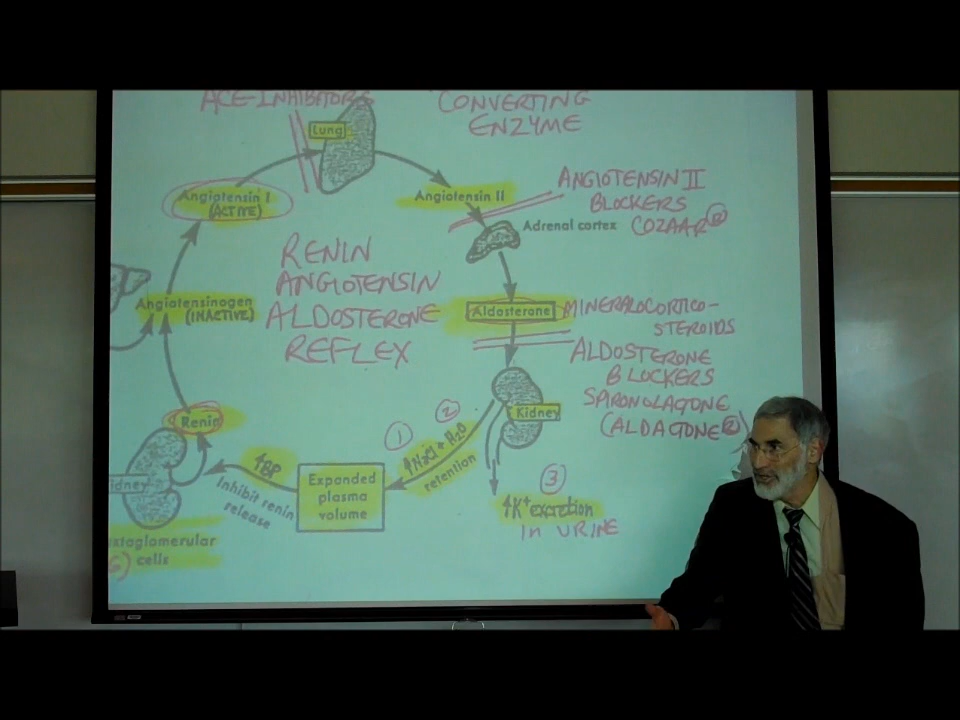 ACE-INHIBITORS
CONVERTING
ENZYME
Lung
Angiotensin I
(ACTIVE)
Angiotensin II
ANGIOTENSIN II
BLOCKERS
COZAAR
Adrenal cortex
RENIN
ANGIOTENSIN
ALDOSTERONE
REFLEX
Angiotensinogen
(INACTIVE)
Aldosterone
MINERALOCORTICO-
STEROIDS
ALDOSTERONE
BLOCKERS
SPIRONOLACTONE
(ALDACTONE®)
Renin
Kidney
① ②
↑NaCl + H2O
retention
Expanded
plasma
volume
↑BP
Inhibit renin
release
idney
③
↑K+ excretion
in URINE
xtaglomerular
cells